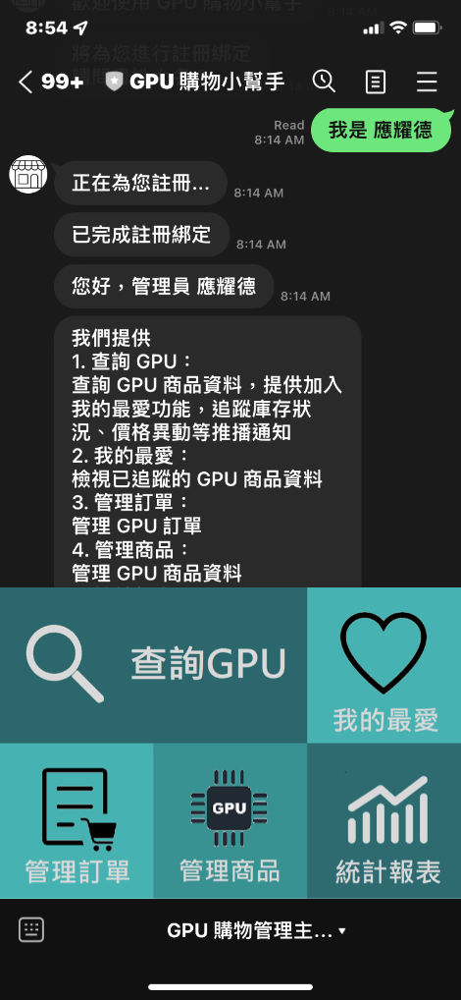 歡迎使用 GPU 購物小幫手
8:14 AM
8:54
將為您進行註冊綁定
99+
GPU 購物小幫手
Read
8:14 AM
我是 應耀德
正在為您註冊...
8:14 AM
已完成註冊綁定
8:14 AM
您好，管理員 應耀德
8:14 AM
我們提供
1. 查詢 GPU：
查詢 GPU 商品資料，提供加入
我的最愛功能，追蹤庫存狀
況、價格異動等推播通知
2. 我的最愛：
檢視已追蹤的 GPU 商品資料
3. 管理訂單：
管理 GPU 訂單
4. 管理商品：
管理 GPU 商品資料
查詢GPU
我的最愛
管理訂單
GPU
管理商品
統計報表
GPU 購物管理主... ▾